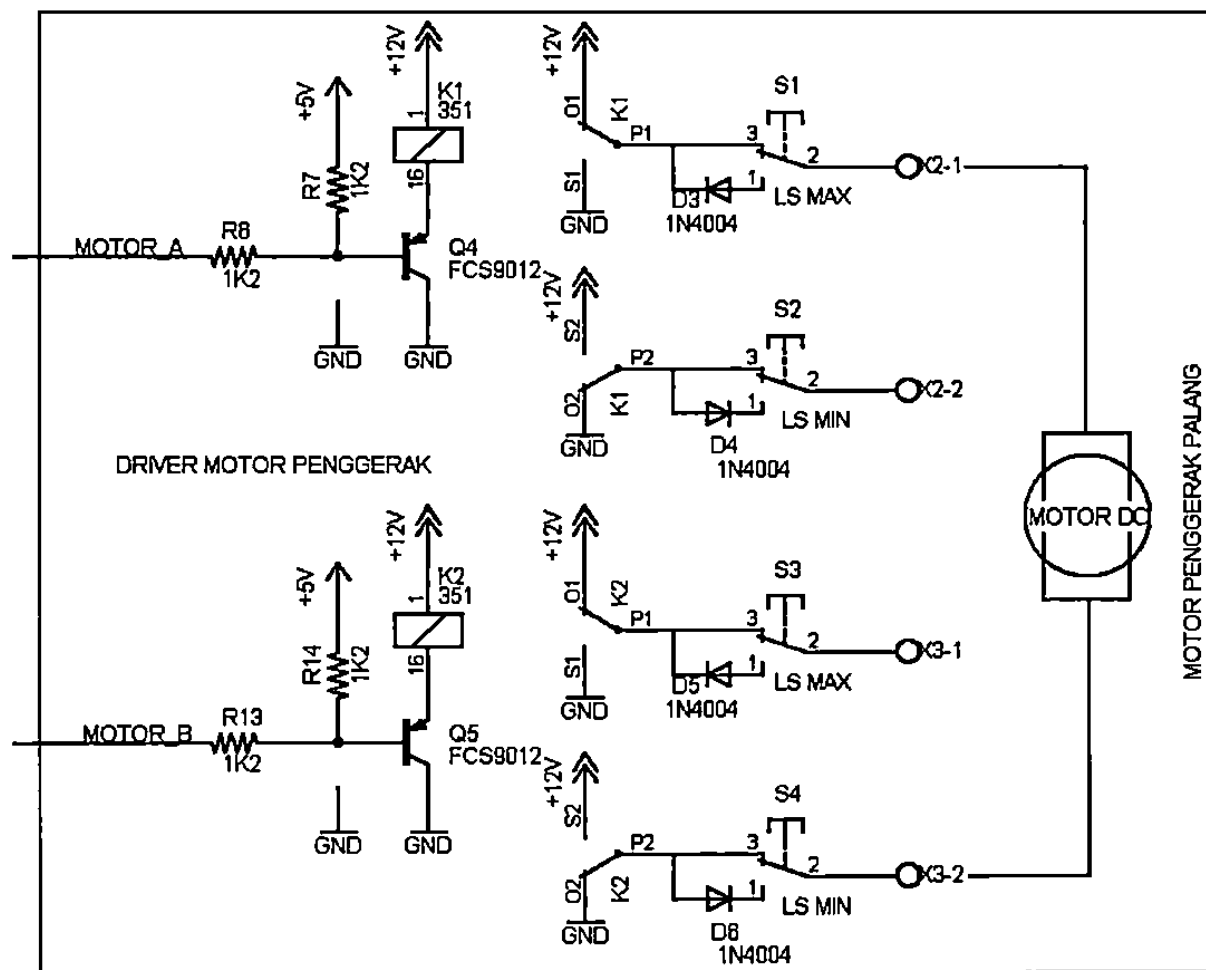 +12V
K1
351
1
16
+5V
R7
1K2
MOTOR_A
R8
1K2
Q4
FCS9012
GND
GND
+12V
O1
K1
P1
S1
GND
3
1
2
S1
D3
1N4004
LS MAX
X2-1
+12V
S2
P2
O2
K1
GND
3
1
2
S2
D4
1N4004
LS MIN
X2-2
DRIVER MOTOR PENGGERAK
MOTOR DC
MOTOR PENGGERAK PALANG
+12V
K2
351
1
16
+5V
R14
1K2
MOTOR_B
R13
1K2
Q5
FCS9012
GND
GND
+12V
O1
K2
P1
S1
GND
3
1
2
S3
D5
1N4004
LS MAX
X3-1
+12V
S2
P2
O2
K2
GND
3
1
2
S4
D6
1N4004
LS MIN
X3-2